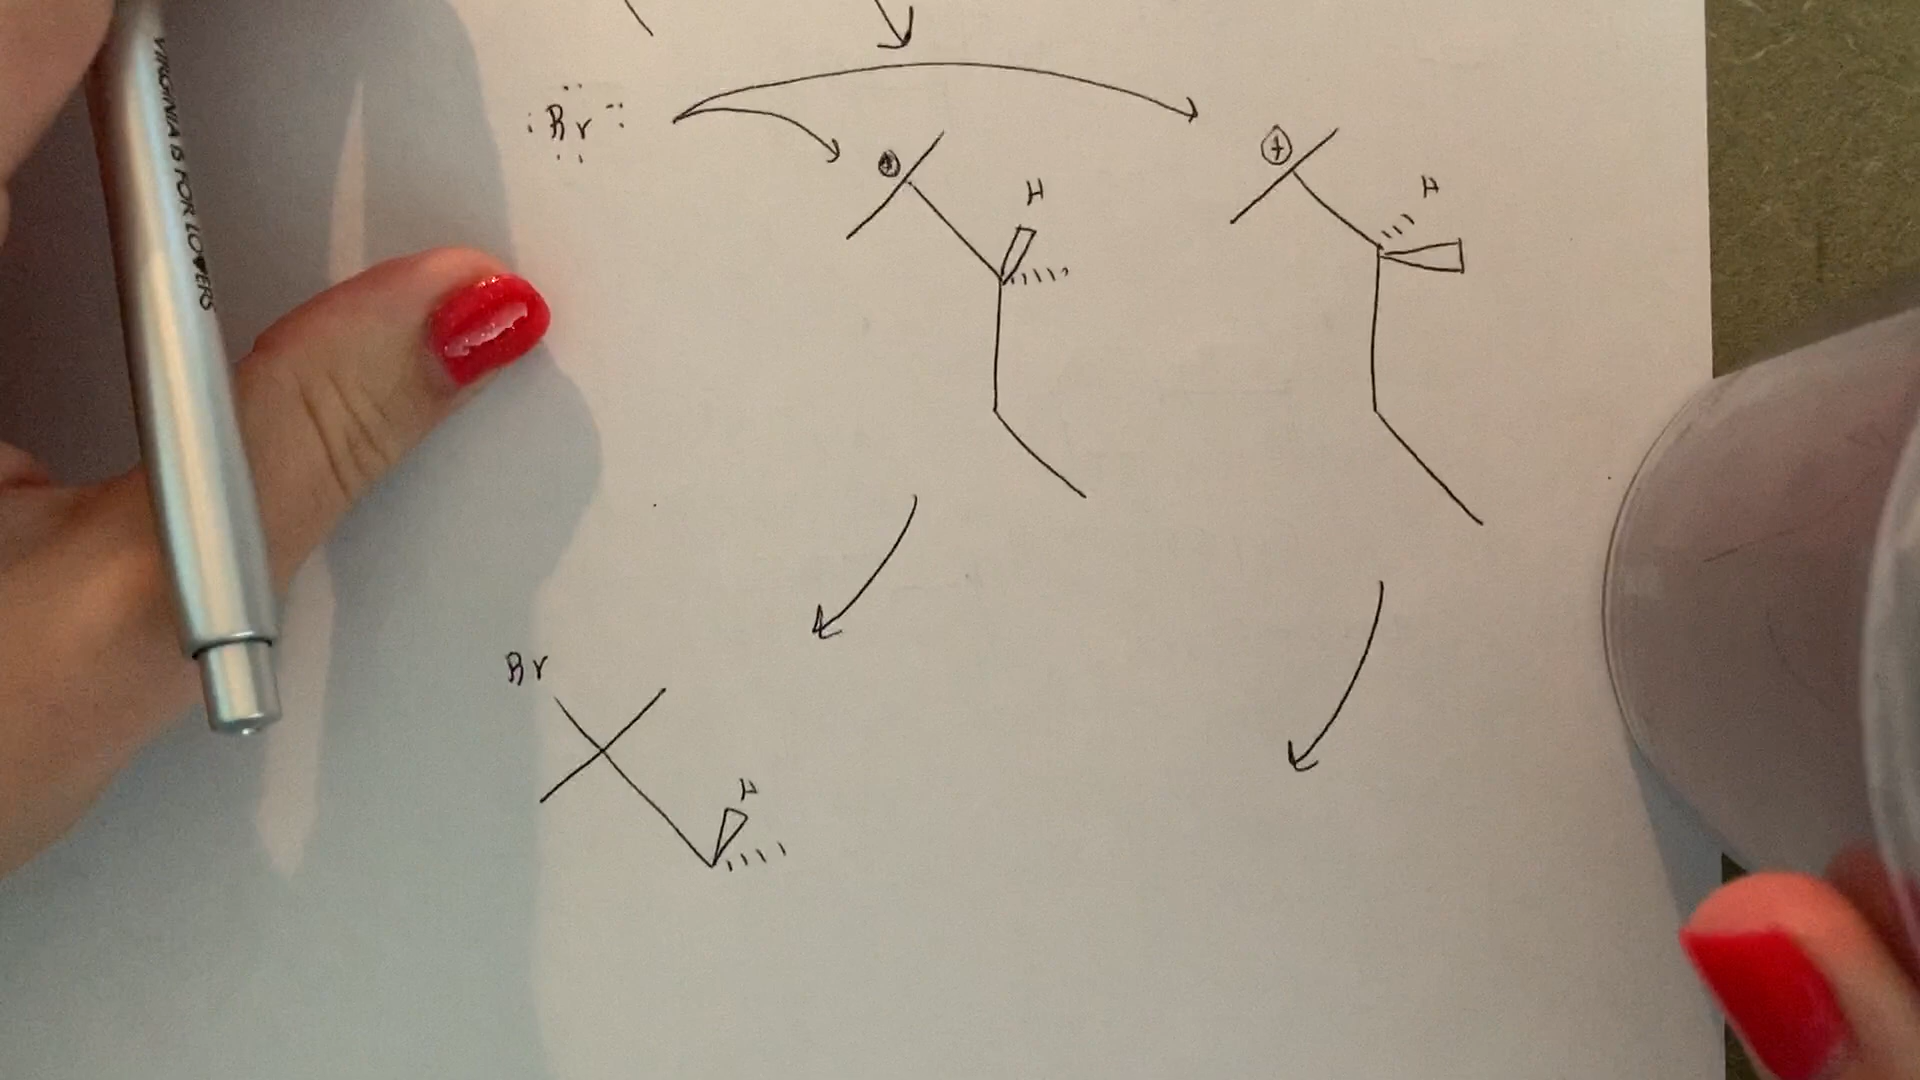 VIRGINIA IS FOR LOVERS
:Br:
+
H
+
H
Br
H